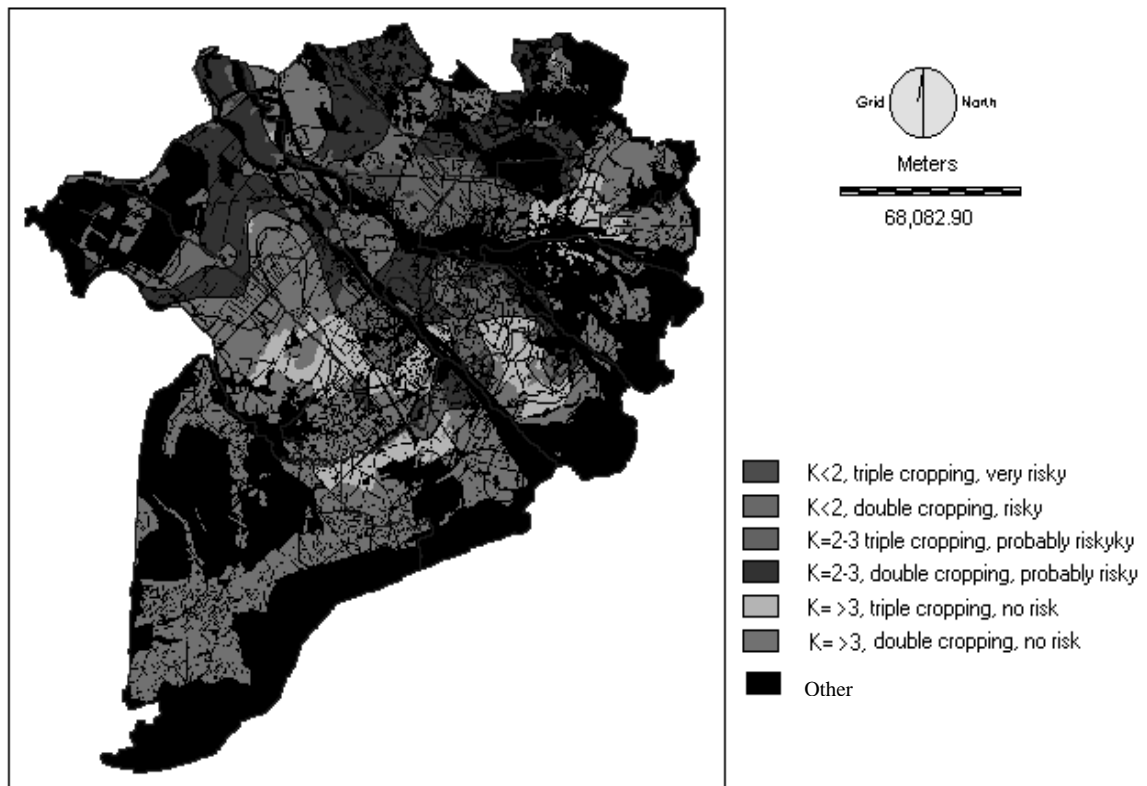 Grid North
Meters
68,082.90
K<2, triple cropping, very risky
K<2, double cropping, risky
K=2-3 triple cropping, probably riskyky
K=2-3, double cropping, probably risky
K= >3, triple cropping, no risk
K= >3, double cropping, no risk
Other